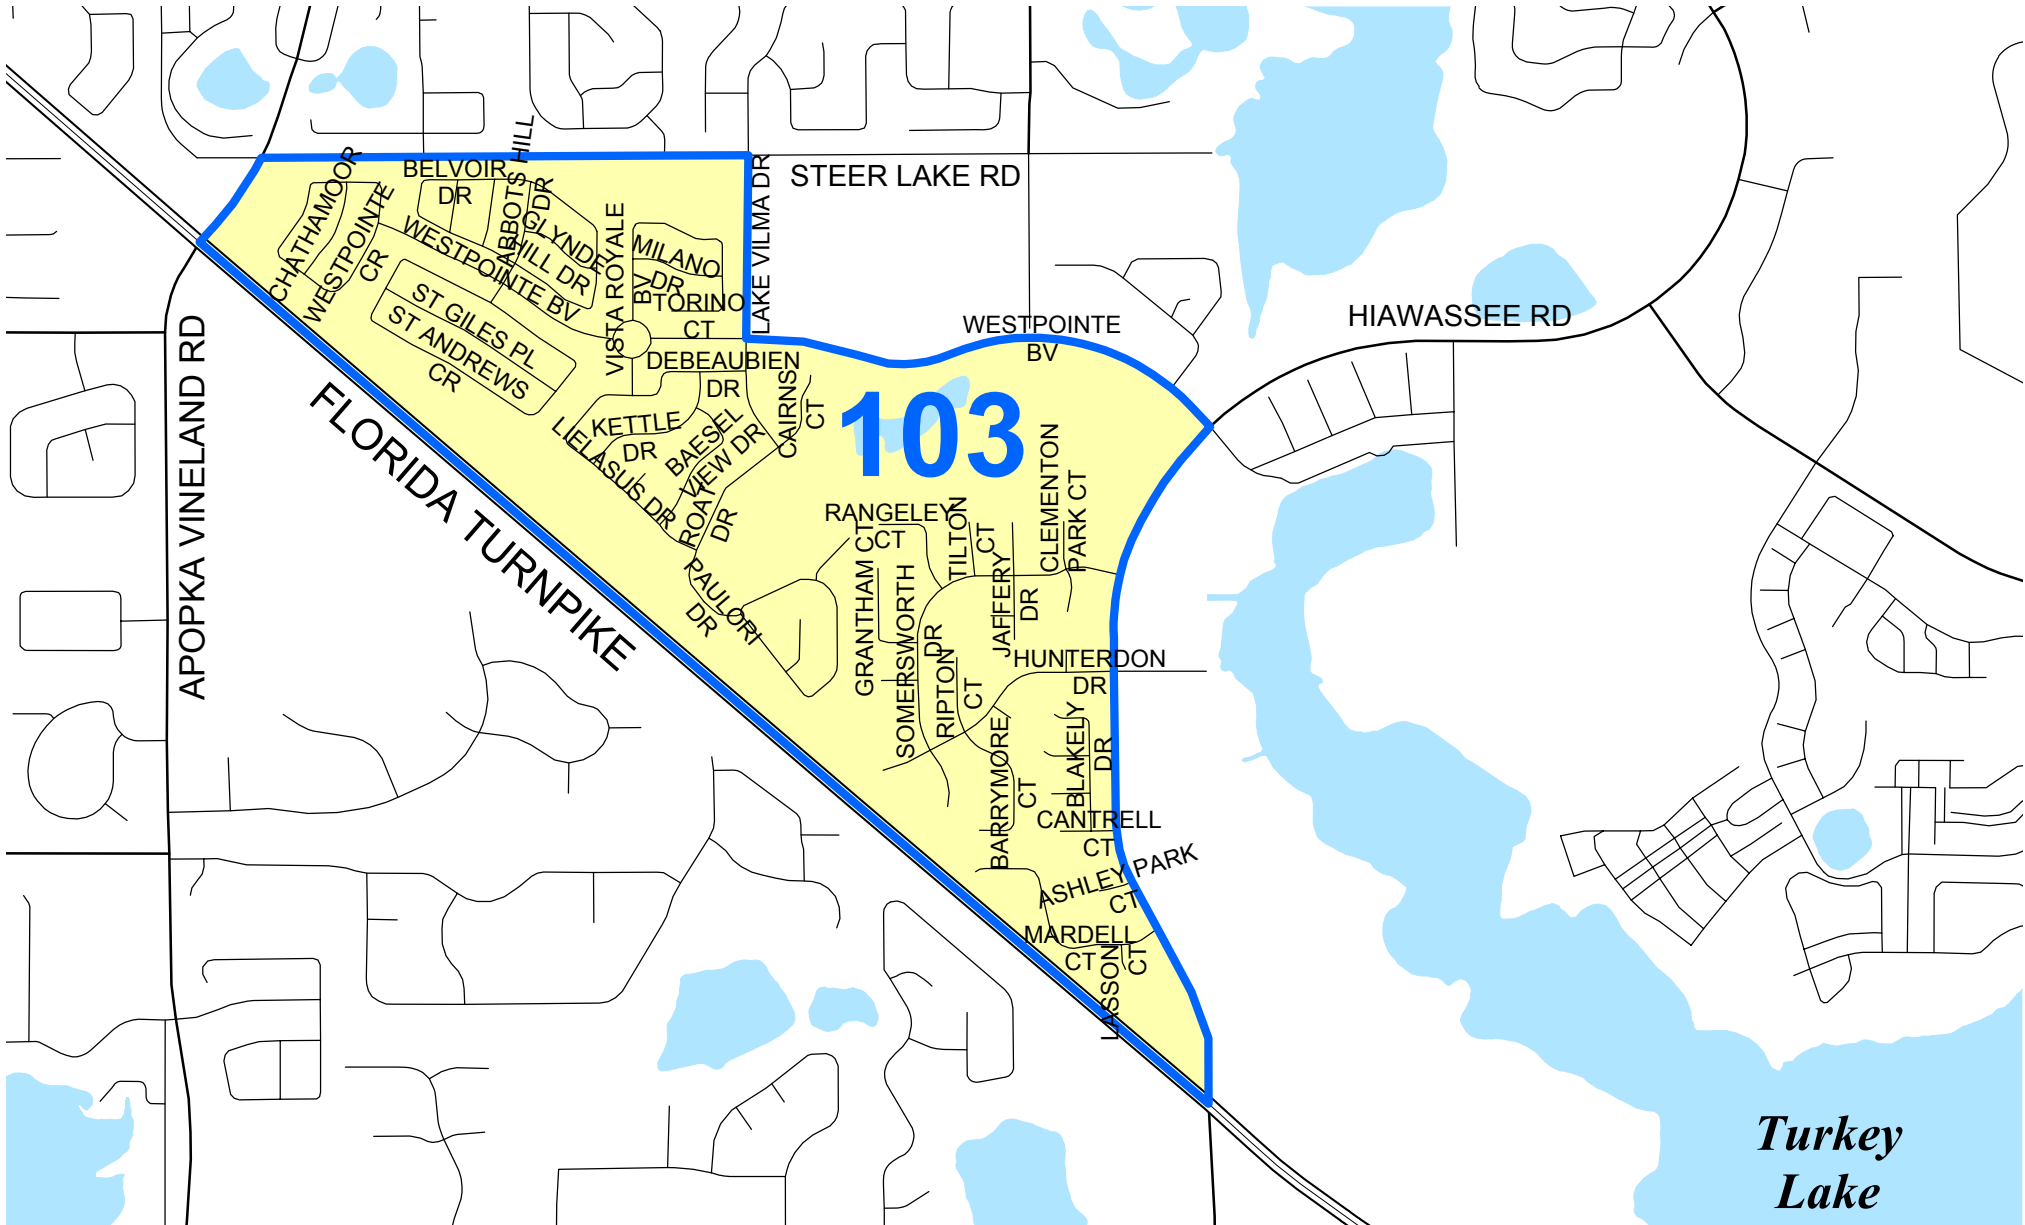 BELVOIR
DR
ABBOTS HILL
DR
CHATHAMOOR
WESTPOINTE
CR
GLYNDE
HILL DR
WESTPOINTE BV
ST GILES PL
ST ANDREWS
CR
VISTA ROYALE
BV
MILANO
DR
TORINO
CT
LAKE VILMA DR
STEER LAKE RD
WESTPOINTE
BV
HIAWASSEE RD
APOPKA VINELAND RD
FLORIDA TURNPIKE
DEBEAUBIEN
DR
KETTLE
DR
LIELASUS DR
BAESEL
VIEW DR
CAIRNS
CT
ROAT
DR
PAULORI
DR
103
RANGELEY
CT
GRANTHAM CT
TILTON
CT
CLEMENTON
PARK CT
JAFFERY
DR
SOMERSWORTH
DR
RIPTON
CT
HUNTERDON
DR
BARRYMORE
CT
BLAKELY
DR
CANTRELL
CT
ASHLEY PARK
CT
MARDELL
CT
LASSON
CT
Turkey
Lake